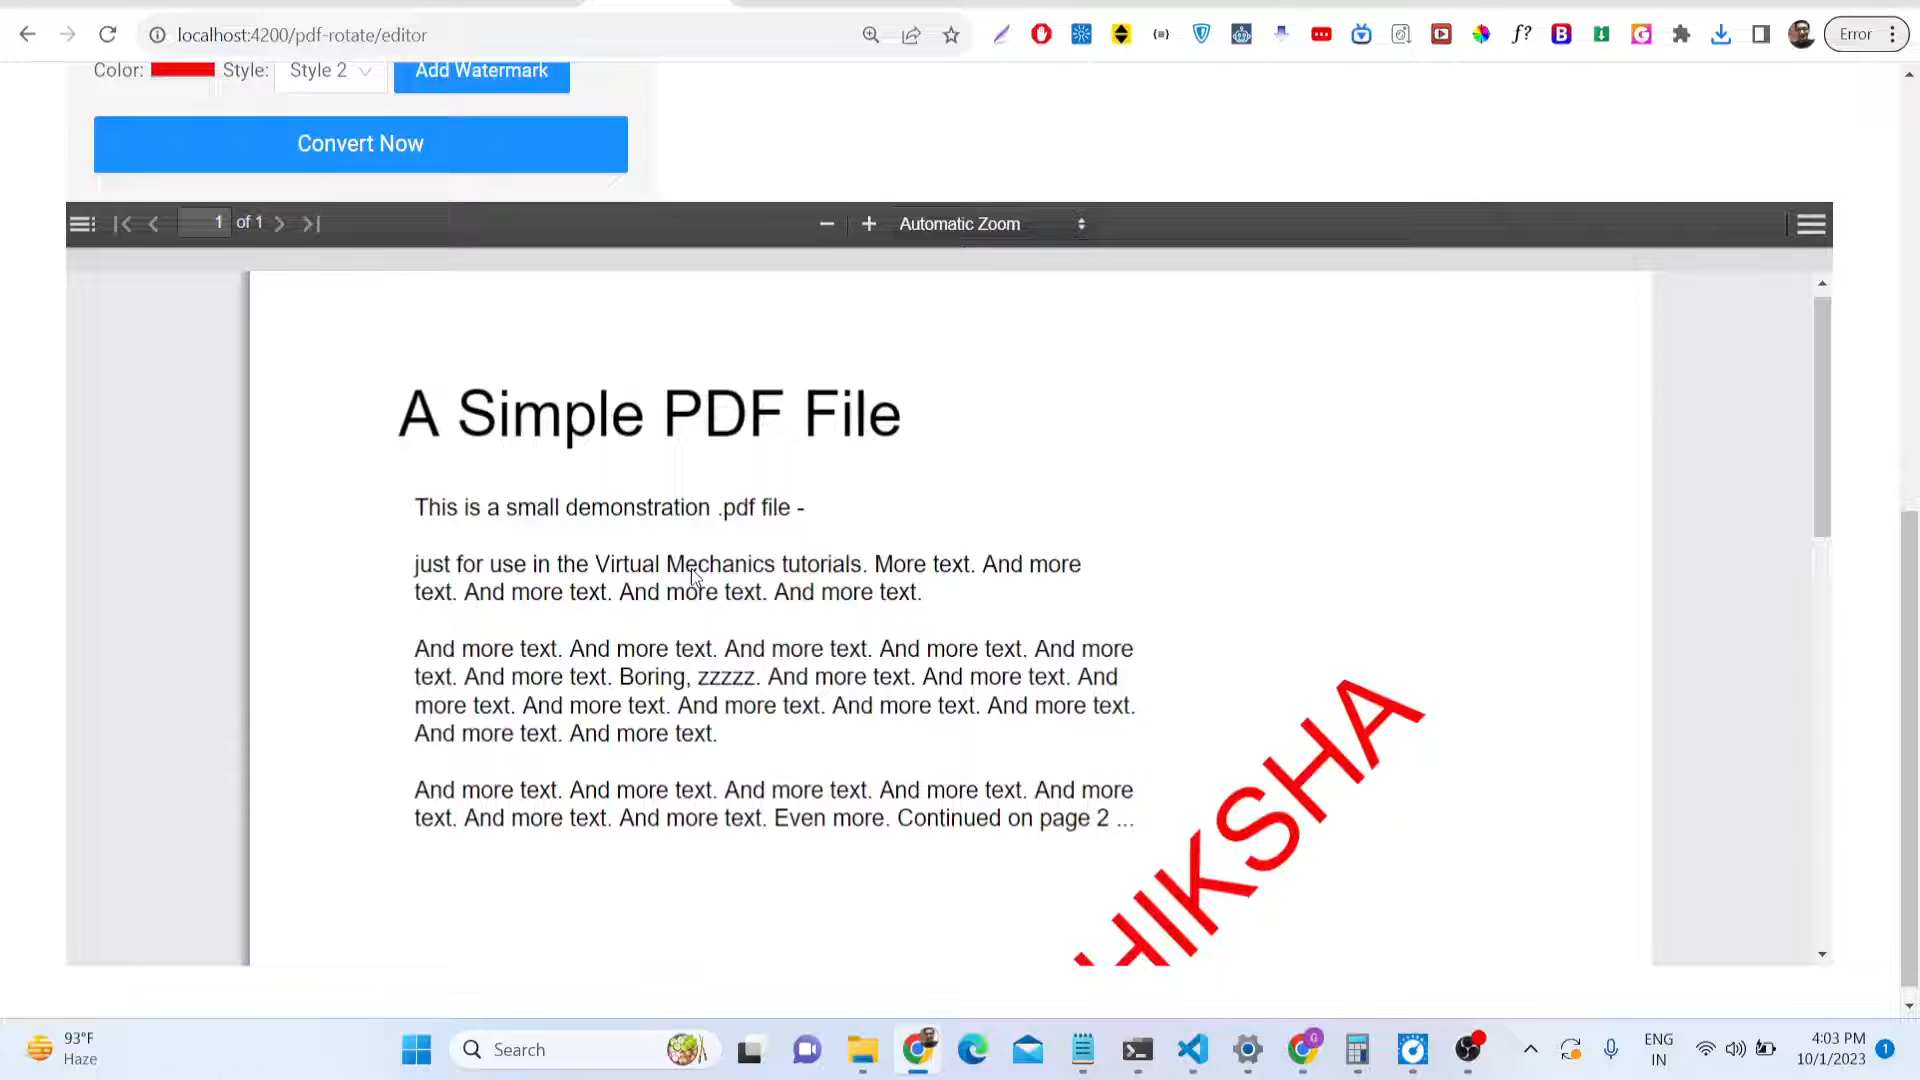 localhost:4200/pdf-rotate/editor
Error
Color:
Style:
Style 2
Add Watermark
Convert Now
1 of 1
Automatic Zoom
A Simple PDF File
This is a small demonstration .pdf file -
just for use in the Virtual Mechanics tutorials. More text. And more
text. And more text. And more text. And more text.
And more text. And more text. And more text. And more text. And more
text. And more text. Boring, zzzzz. And more text. And more text. And
more text. And more text. And more text. And more text. And more text.
And more text. And more text.
And more text. And more text. And more text. And more text. And more
text. And more text. And more text. Even more. Continued on page 2 ...
HIKSHA
93°F
Haze
Search
ENG
IN
4:03 PM
10/1/2023
1